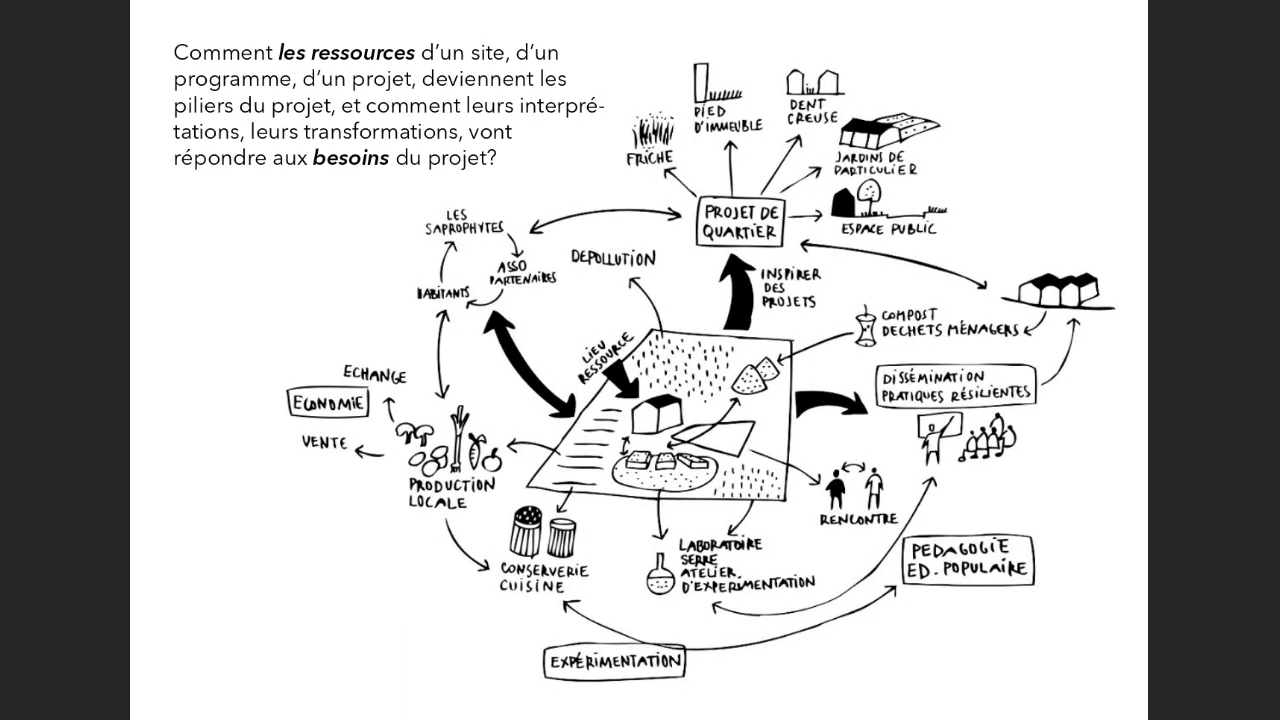 Comment les ressources d'un site, d'un
programme, d'un projet, deviennent les
piliers du projet, et comment leurs interpré-
tations, leurs transformations, vont
répondre aux besoins du projet?
PIED
D'IMMEUBLE
DENT
CREUSE
FRICHE
JARDINS DE
PARTICULIER
PROJET DE
QUARTIER
ESPACE PUBLIC
LES
SAPROPHYTES
ASSO
PARTENAIRES
HABITANTS
DEPOLLUTION
INSPIRER
DES
PROJETS
COMPOST
DECHETS MÉNAGERS
LIEU
RESSOURCE
DISSÉMINATION
PRATIQUES RÉSILIENTES
ECHANGE
ECONOMIE
VENTE
PRODUCTION
LOCALE
RENCONTRE
CONSERVERIE
CUISINE
LABORATOIRE
SERRE
ATELIER
D'EXPERIMENTATION
PEDAGOGIE
ED. POPULAIRE
EXPÉRIMENTATION